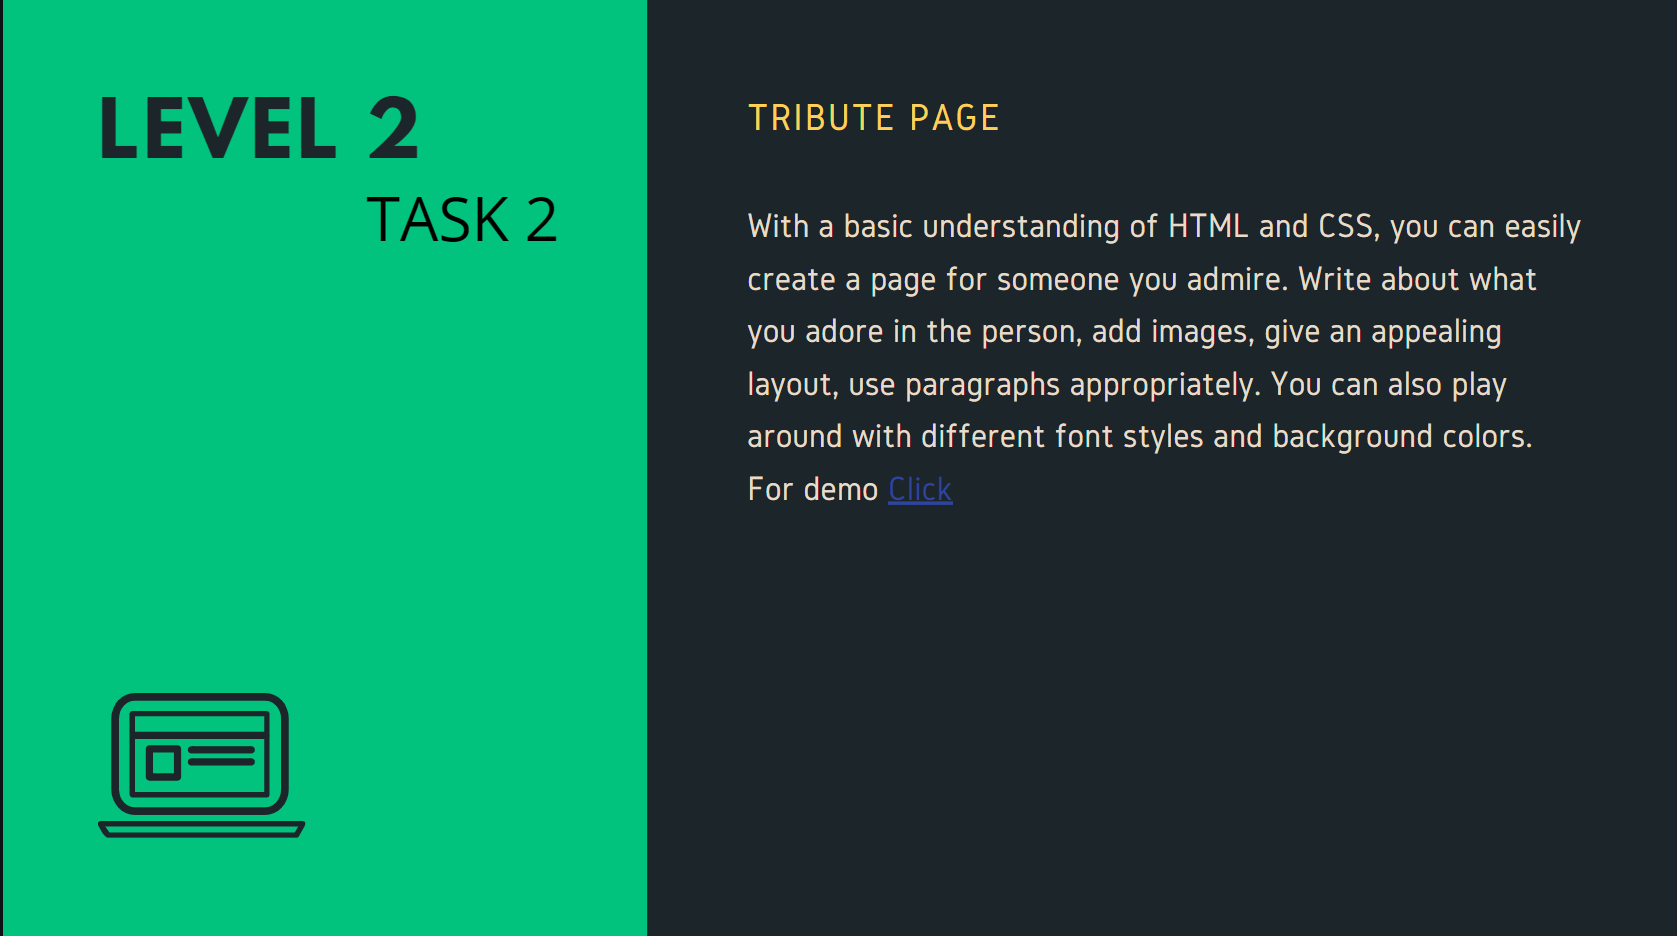 LEVEL 2
TASK 2
TRIBUTE PAGE
With a basic understanding of HTML and CSS, you can easily
create a page for someone you admire. Write about what
you adore in the person, add images, give an appealing
layout, use paragraphs appropriately. You can also play
around with different font styles and background colors.
For demo Click